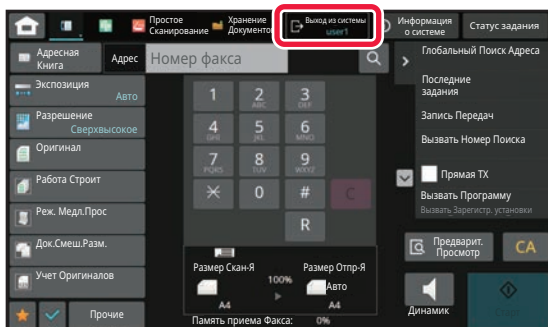 Простое
Сканирование
Хранение
Документов
Выход из системы
user1
Информация
о системе
Статус задания
Адресная
Книга
Адрес
Номер факса
Глобальный Поиск Адреса
Экспозиция
Авто
Последние
задания
Разрешение
Сверхвысокое
Запись Передач
Вызвать Номер Поиска
Оригинал
Работа Строит
Прямая TX
Реж. Медл.Прос
Вызвать Программу
Вызвать Зарегистр. установки
Док.Смеш.Разм.
Учет Оригиналов
Прочие
1
2
ABC
3
DEF
4
GHI
5
JKL
6
MNO
7
PQRS
8
TUV
9
WXYZ
0
#
C
R
Размер Скан-Я
A4
100%
Размер Отпр-Я
Авто
A4
Память приема Факса: 0%
Предварит.
Просмотр
CA
Динамик